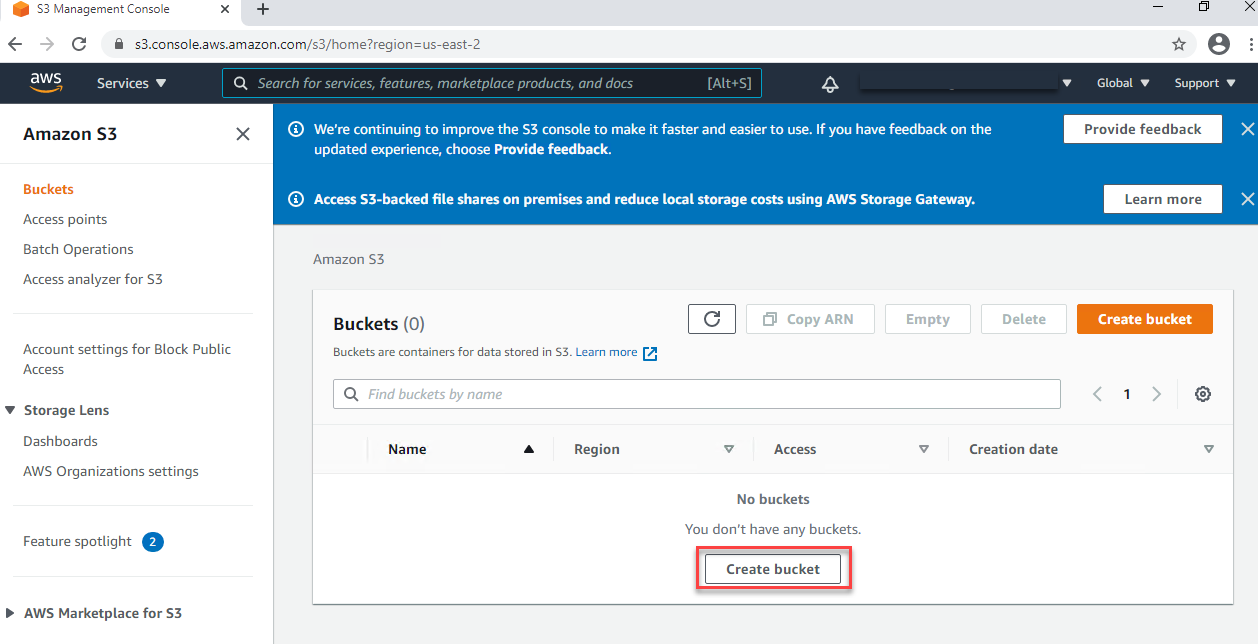 S3 Management Console
s3.console.aws.amazon.com/s3/home?region=us-east-2
aws
Services
Search for services, features, marketplace products, and docs
[Alt+S]
Global
Support
Amazon S3
Buckets
Access points
Batch Operations
Access analyzer for S3
Account settings for Block Public
Access
Storage Lens
Dashboards
AWS Organizations settings
Feature spotlight 2
AWS Marketplace for S3
We're continuing to improve the S3 console to make it faster and easier to use. If you have feedback on the
updated experience, choose Provide feedback.
Provide feedback
Access S3-backed file shares on premises and reduce local storage costs using AWS Storage Gateway.
Learn more
Amazon S3
Buckets (0)
Copy ARN
Empty
Delete
Create bucket
Buckets are containers for data stored in S3. Learn more
Find buckets by name
1
Name
Region
Access
Creation date
No buckets
You don't have any buckets.
Create bucket